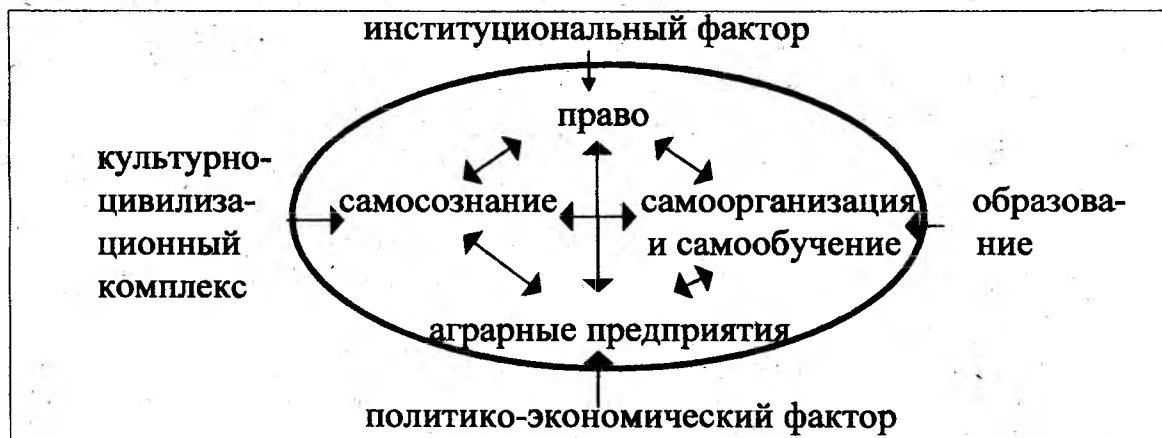 институциональный фактор
право
культурно-
цивилиза-
ционный
комплекс
самосознание
самоорганизация
и самообучение
образова-
ние
аграрные предприятия
политико-экономический фактор